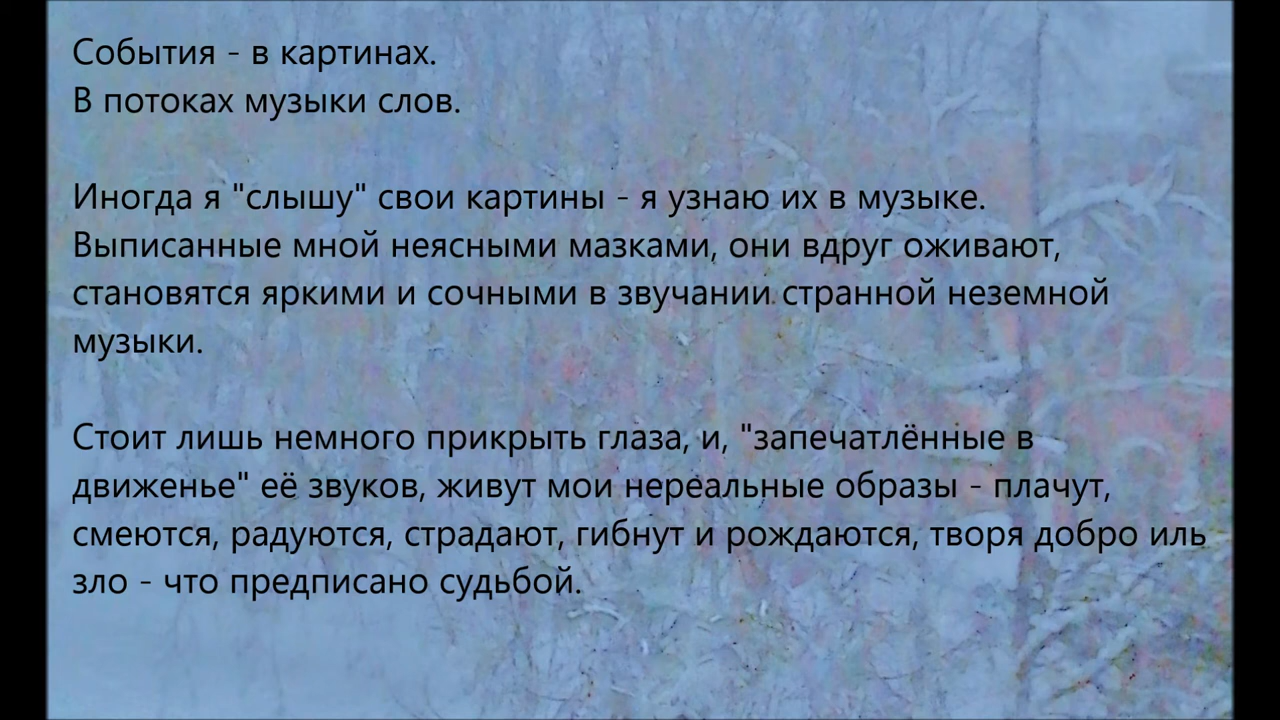 События - в картинах.
В потоках музыки слов.
Иногда я "слышу" свои картины - я узнаю их в музыке.
Выписанные мной неясными мазками, они вдруг оживают,
становятся яркими и сочными в звучании странной неземной
музыки.
Стоит лишь немного прикрыть глаза, и, "запечатлённые в
движенье" её звуков, живут мои нереальные образы - плачут,
смеются, радуются, страдают, гибнут и рождаются, творя добро иль
зло - что предписано судьбой.